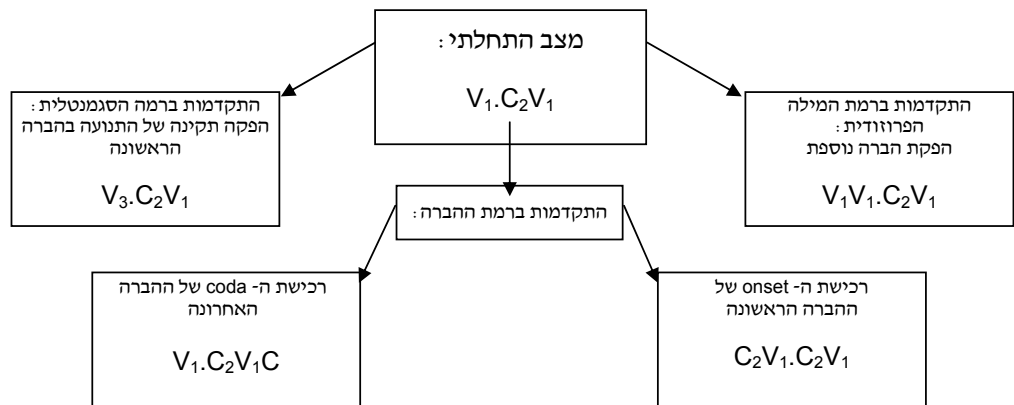 מצב התחלתי :
V₁.C₂V₁
התקדמות ברמת המילה
הפרוזודית :
הפקת הברה נוספת
V₁V₁.C₂V₁
התקדמות ברמה הסגמנטלית :
הפקה תקינה של התנועה בהברה
הראשונה
V₃.C₂V₁
התקדמות ברמת ההברה :
רכישת ה- onset של
ההברה הראשונה
C₂V₁.C₂V₁
רכישת ה- coda של ההברה
האחרונה
V₁.C₂V₁C